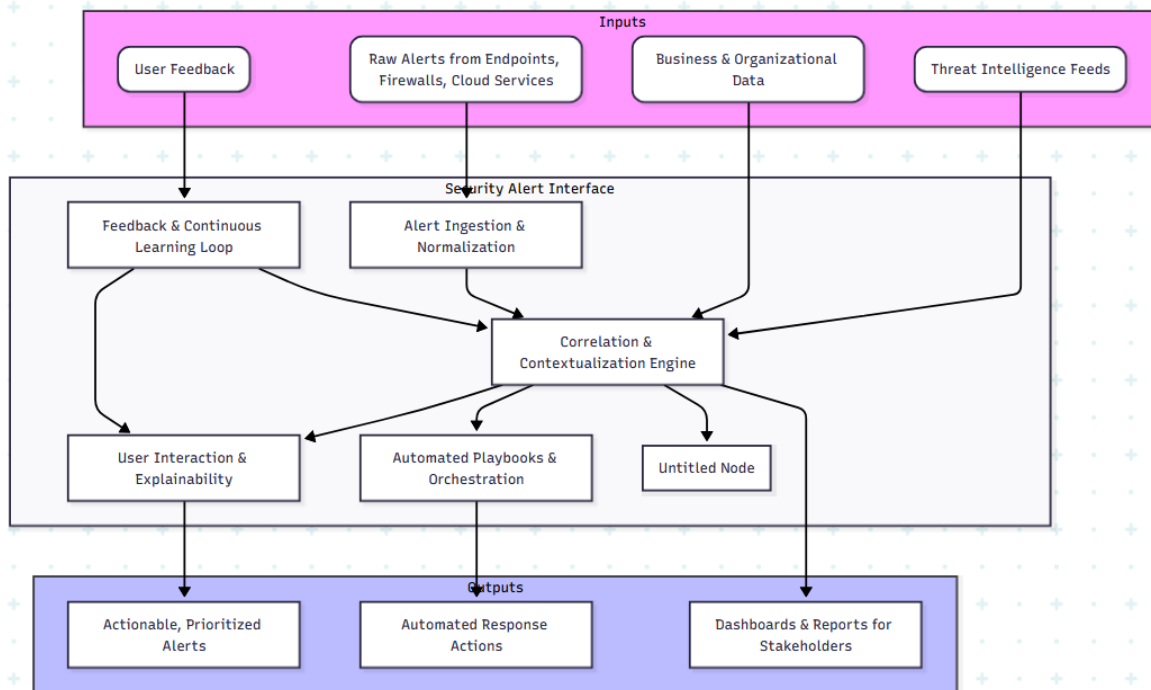 Inputs
User Feedback
Raw Alerts from Endpoints,
Firewalls, Cloud Services
Business & Organizational
Data
Threat Intelligence Feeds
Security Alert Interface
Feedback & Continuous
Learning Loop
Alert Ingestion &
Normalization
Correlation &
Contextualization Engine
User Interaction &
Explainability
Automated Playbooks &
Orchestration
Untitled Node
Outputs
Actionable, Prioritized
Alerts
Automated Response
Actions
Dashboards & Reports for
Stakeholders